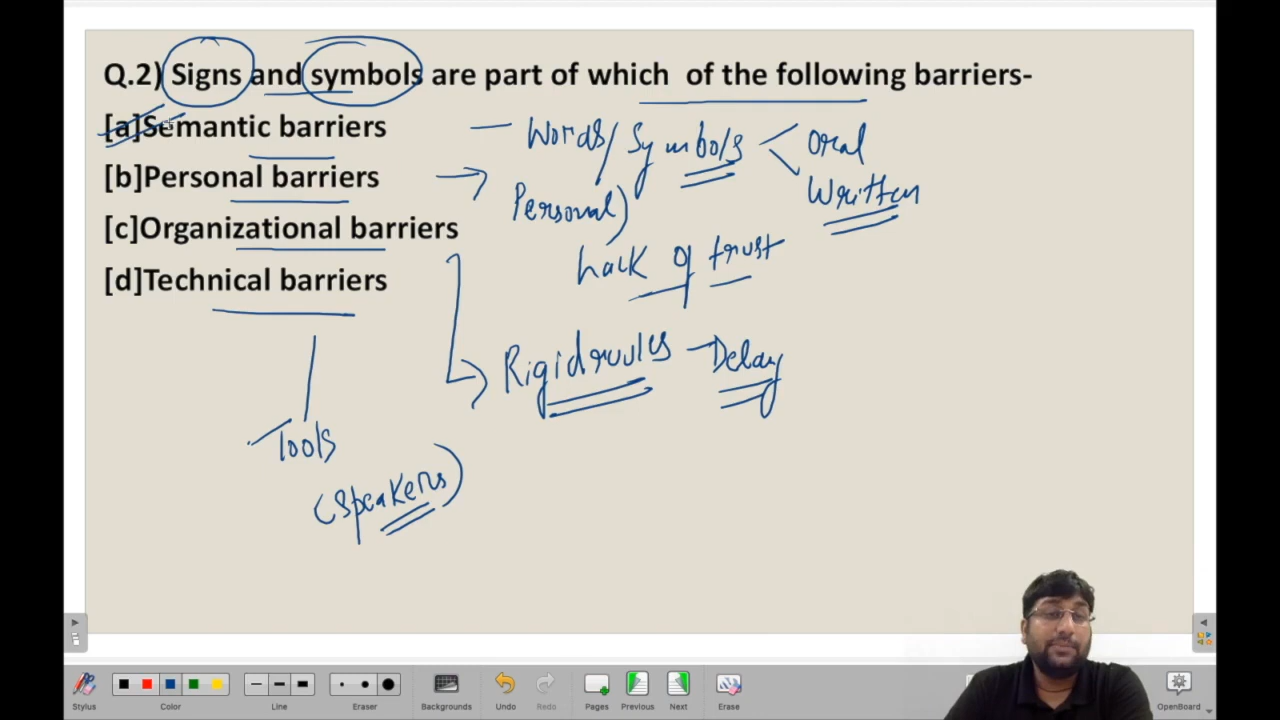 Q.2) Signs and symbols are part of which of the following barriers-
[a]Semantic barriers
[b]Personal barriers
[c]Organizational barriers
[d]Technical barriers
Words/ Symbols
Oral
Written
Personal)
Lack of trust
Rigid rules - Delay
Tools
(speakers)
Stylus
Color
Line
Eraser
Backgrounds
Undo
Redo
Pages
Previous
Next
Erase
OpenBoard